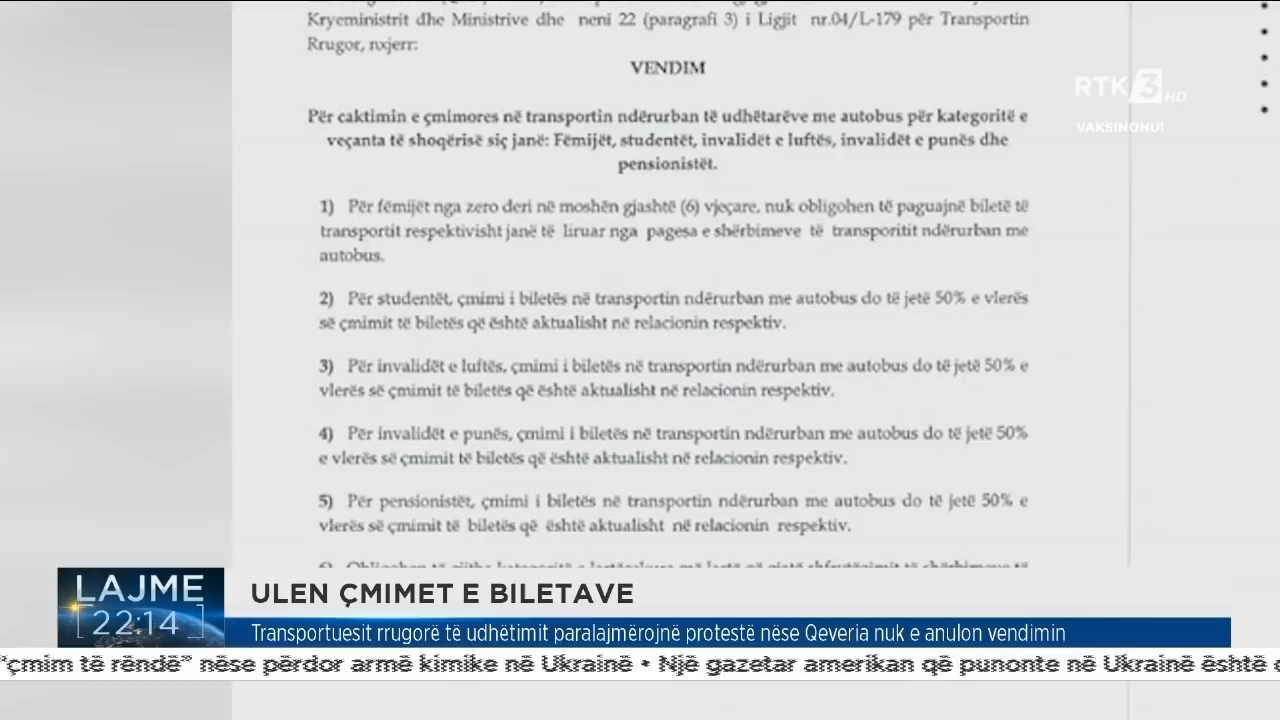 Kryeministrit dhe Ministrive dhe neni 22 (paragrafi 3) i Ligjit nr.04/L-179 për Transportin
Rrugor, nxjerr:
VENDIM
Për caktimin e çmimores në transportin ndërurban të udhëtarëve me autobus për kategoritë e
veçanta të shoqërisë siç janë: Fëmijët, studentët, invalidët e luftës, invalidët e punës dhe
pensionistët.
1) Për fëmijët nga zero deri në moshën gjashtë (6) vjeçare, nuk obligohen të paguajnë biletë të
transportit respektivisht janë të liruar nga pagesa e shërbimeve të transporitit ndërurban me
autobus.
2) Për studentët, çmimi i biletës në transportin ndërurban me autobus do të jetë 50% e vlerës
së çmimit të biletës që është aktualisht në relacionin respektiv.
3) Për invalidët e luftës, çmimi i biletës në transportin ndërurban me autobus do të jetë 50% e
vlerës së çmimit të biletës që është aktualisht në relacionin respektiv.
4) Për invalidët e punës, çmimi i biletës në transportin ndërurban me autobus do të jetë 50%
e vlerës së çmimit të biletës që është aktualisht në relacionin respektiv.
5) Për pensionistët, çmimi i biletës në transportin ndërurban me autobus do të jetë 50% e
vlerës së çmimit të biletës që është aktualisht në relacionin respektiv.
RTK 3 HD
VAKSINOHU!
LAJME
22:14
ULEN ÇMIMET E BILETAVE
Transportuesit rrugorë të udhëtimit paralajmërojnë protestë nëse Qeveria nuk e anulon vendimin
"çmim të rëndë" nëse përdor armë kimike në Ukrainë • Një gazetar amerikan që punonte në Ukrainë është